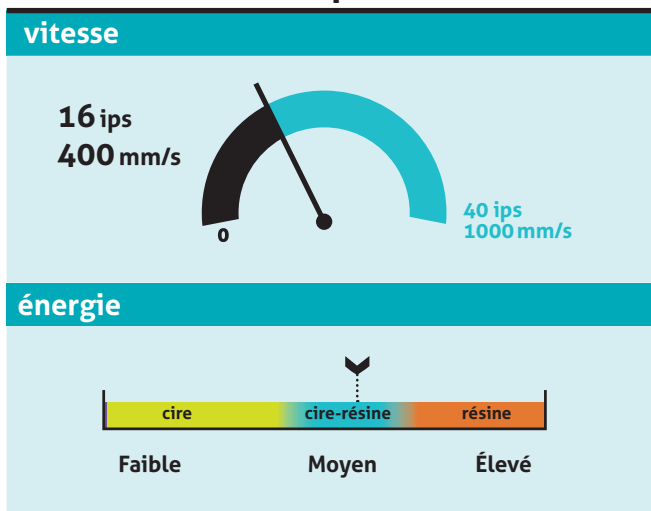 vitesse
16 ips
400 mm/s
40 ips
1000 mm/s
0
énergie
cire cire-résine résine
Faible Moyen Élevé